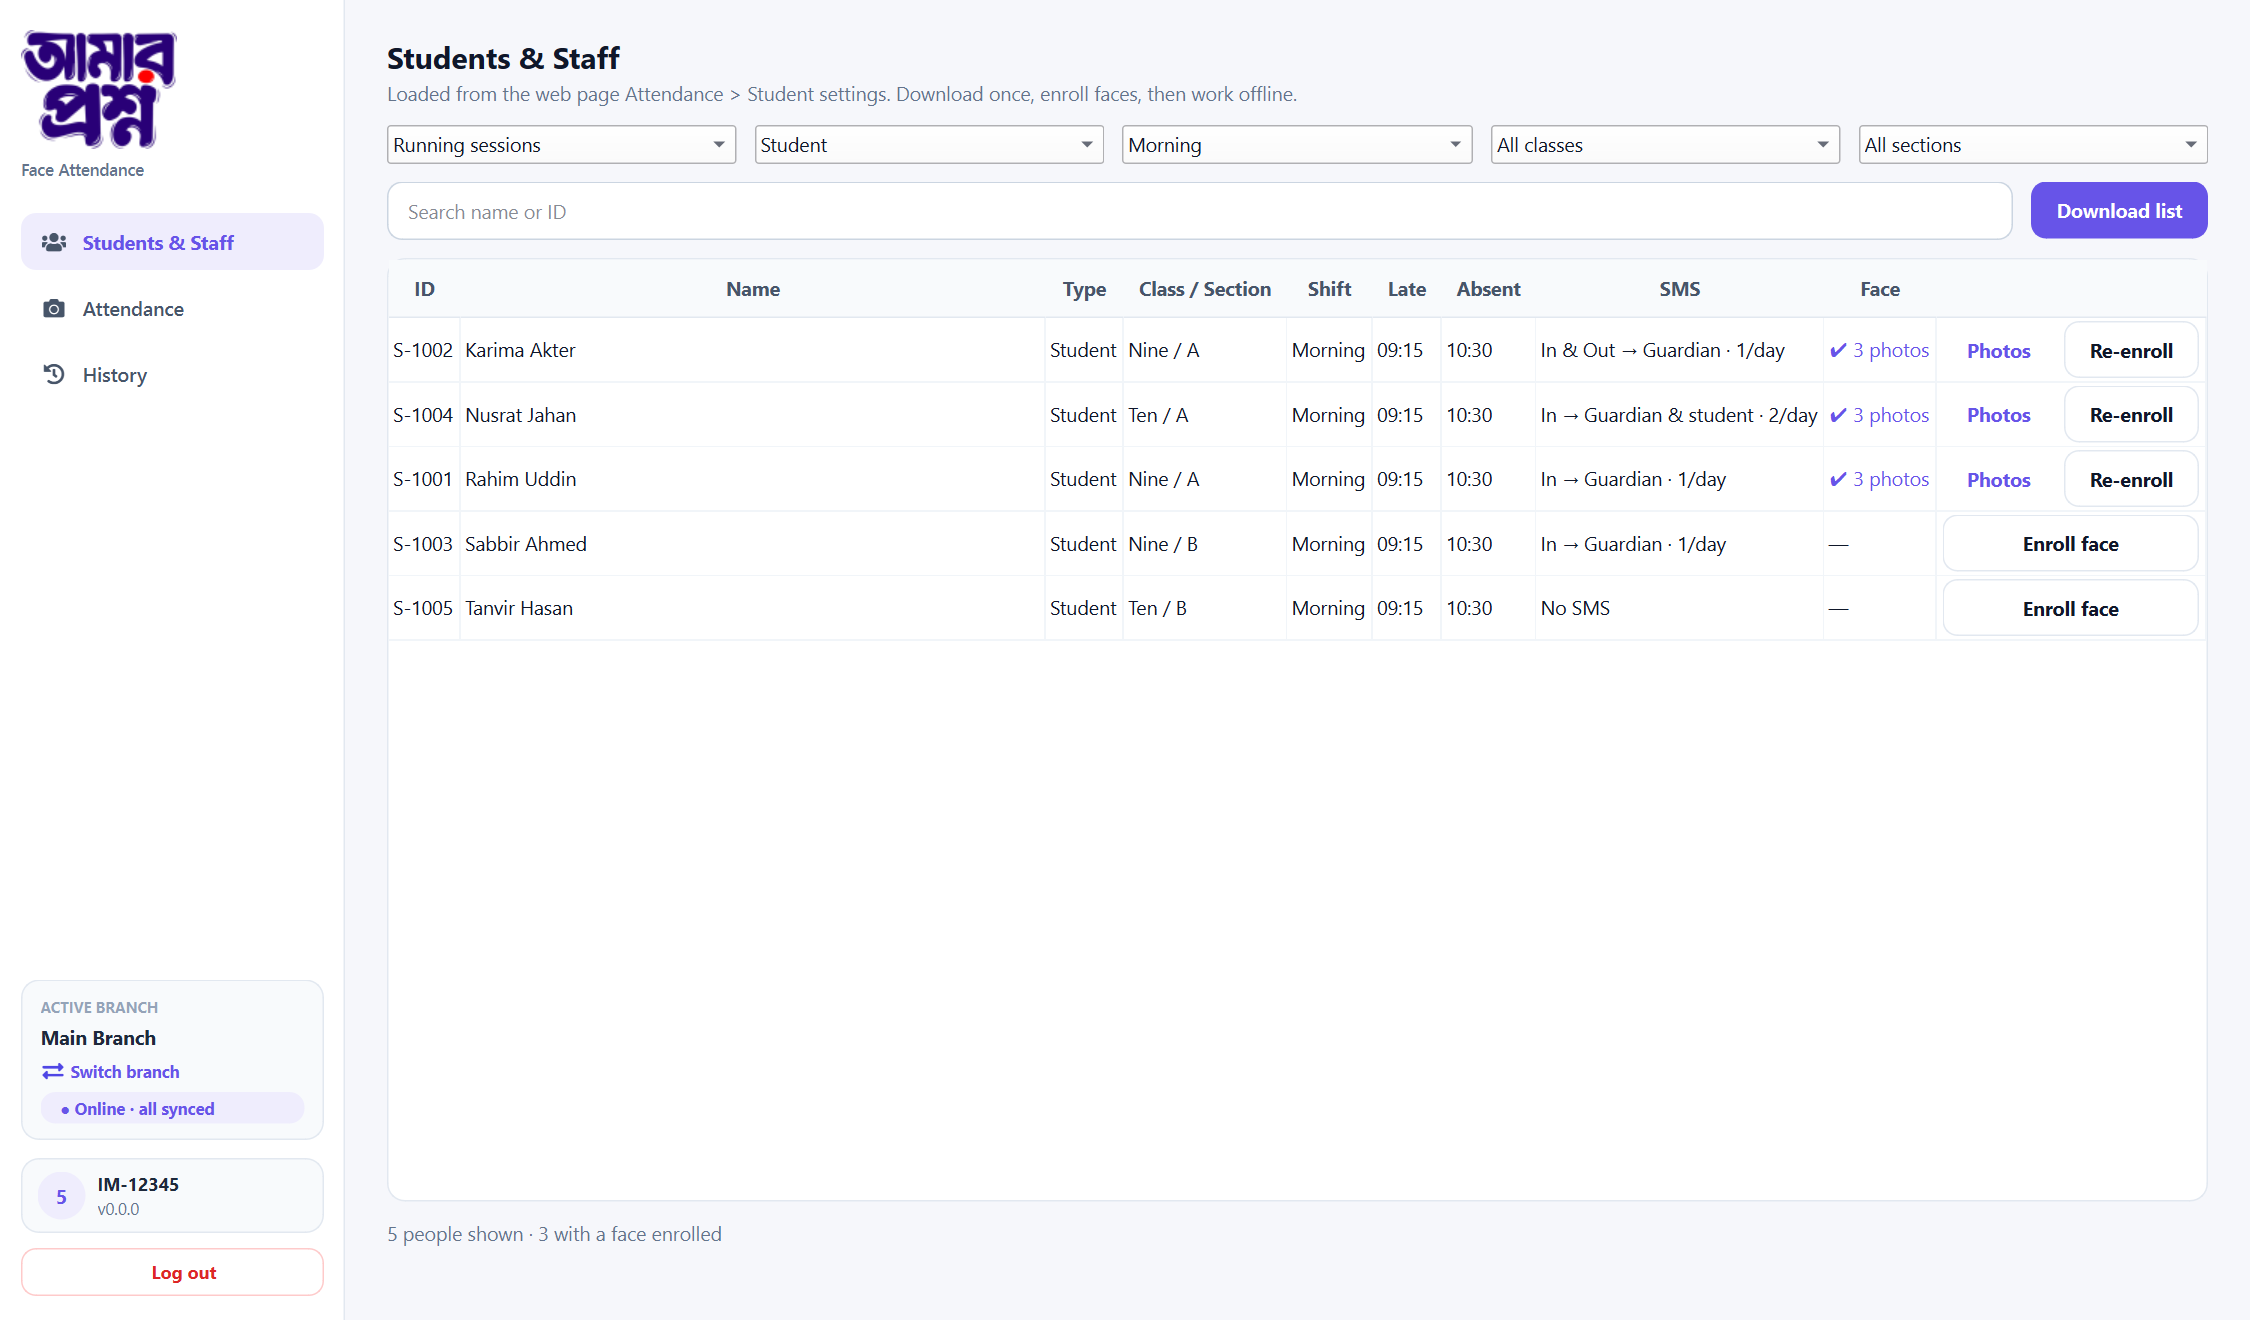 আমার
প্রশ্ন
Face Attendance
Students & Staff
Attendance
History
ACTIVE BRANCH
Main Branch
Switch branch
● Online · all synced
5
IM-12345
v0.0.0
Log out
Students & Staff
Loaded from the web page Attendance > Student settings. Download once, enroll faces, then work offline.
Running sessions Student Morning All classes All sections
Search name or ID Download list
ID Name Type Class / Section Shift Late Absent SMS Face
S-1002 Karima Akter Student Nine / A Morning 09:15 10:30 In & Out → Guardian · 1/day ✔ 3 photos Photos Re-enroll
S-1004 Nusrat Jahan Student Ten / A Morning 09:15 10:30 In → Guardian & student · 2/day ✔ 3 photos Photos Re-enroll
S-1001 Rahim Uddin Student Nine / A Morning 09:15 10:30 In → Guardian · 1/day ✔ 3 photos Photos Re-enroll
S-1003 Sabbir Ahmed Student Nine / B Morning 09:15 10:30 In → Guardian · 1/day — Enroll face
S-1005 Tanvir Hasan Student Ten / B Morning 09:15 10:30 No SMS — Enroll face
5 people shown · 3 with a face enrolled